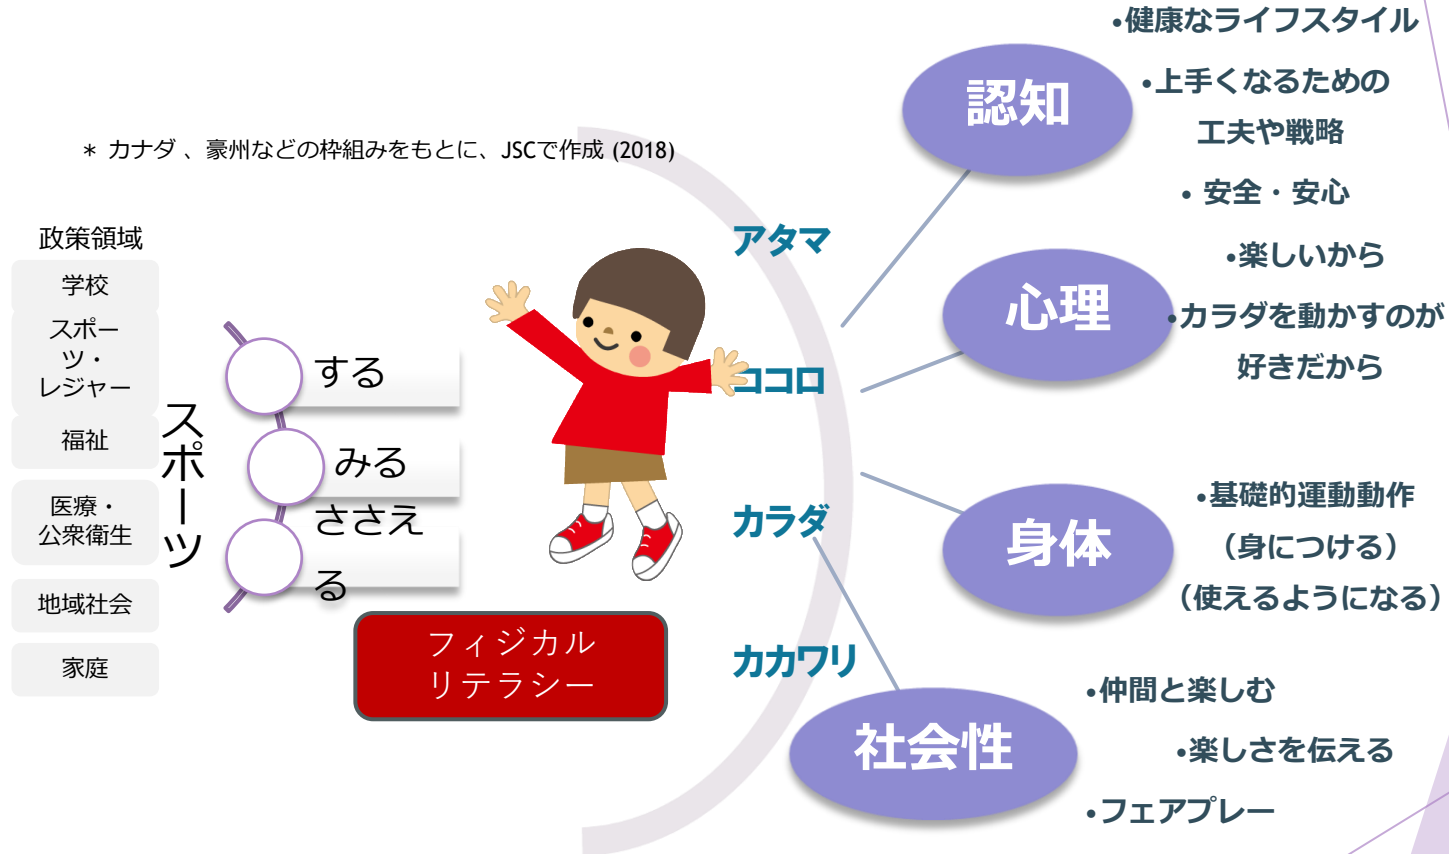 * カナダ 、豪州などの枠組みをもとに、JSCで作成 (2018)
政策領域
学校
スポー
ツ・
レジャー
福祉
医療・
公衆衛生
地域社会
家庭
スポーツ
する
みる
ささえ
る
フィジカル
リテラシー
アタマ
ココロ
カラダ
カカワリ
認知
•健康なライフスタイル
•上手くなるための
工夫や戦略
• 安全・安心
心理
•楽しいから
•カラダを動かすのが
好きだから
身体
•基礎的運動動作
（身につける）
（使えるようになる）
社会性
•仲間と楽しむ
•楽しさを伝える
•フェアプレー